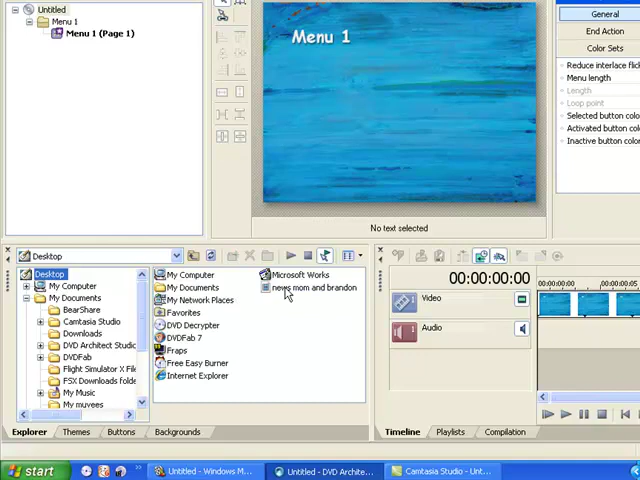 Untitled
Menu 1
Menu 1 (Page 1)
Menu 1
No text selected
General
End Action
Color Sets
Reduce interlace flick
Menu length
Length
Loop point
Selected button color
Activated button color
Inactive button color
Desktop
Desktop
My Computer
My Documents
BearShare
Camtasia Studio
Downloads
DVD Architect Studio
DVDFab
Flight Simulator X File
FSX Downloads folde
My Music
My muvees
My Computer
My Documents
My Network Places
Favorites
DVD Decrypter
DVDFab 7
Fraps
Free Easy Burner
Internet Explorer
Microsoft Works
news mom and brandon
Explorer
Themes
Buttons
Backgrounds
00:00:00:00
00:00:00:00
00:00
Video
Audio
Timeline
Playlists
Compilation
start
Untitled - Windows M...
Untitled - DVD Archite...
Camtasia Studio - Unt...